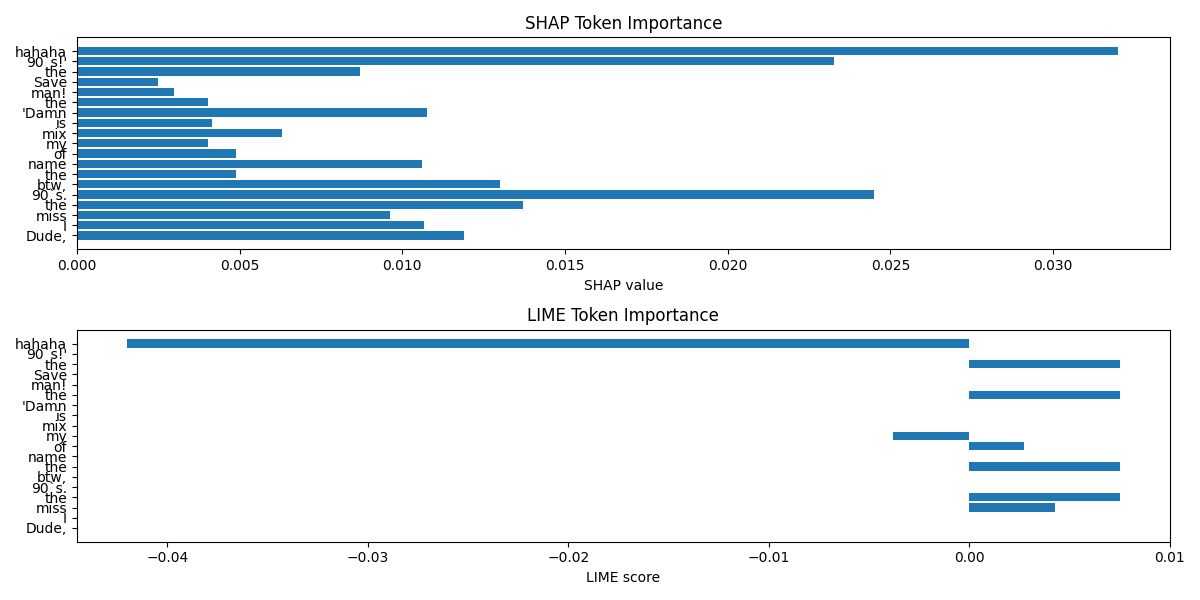 SHAP Token Importance
hahaha
90 s!'
the
Save
man!
the
'Damn
is
mix
my
of
name
the
btw,
90 s.
the
miss
I
Dude,
0.000 0.005 0.010 0.015 0.020 0.025 0.030
SHAP value
LIME Token Importance
hahaha
90 s!'
the
Save
man!
the
'Damn
is
mix
my
of
name
the
btw,
90 s.
the
miss
I
Dude,
−0.04 −0.03 −0.02 −0.01 0.00 0.01
LIME score